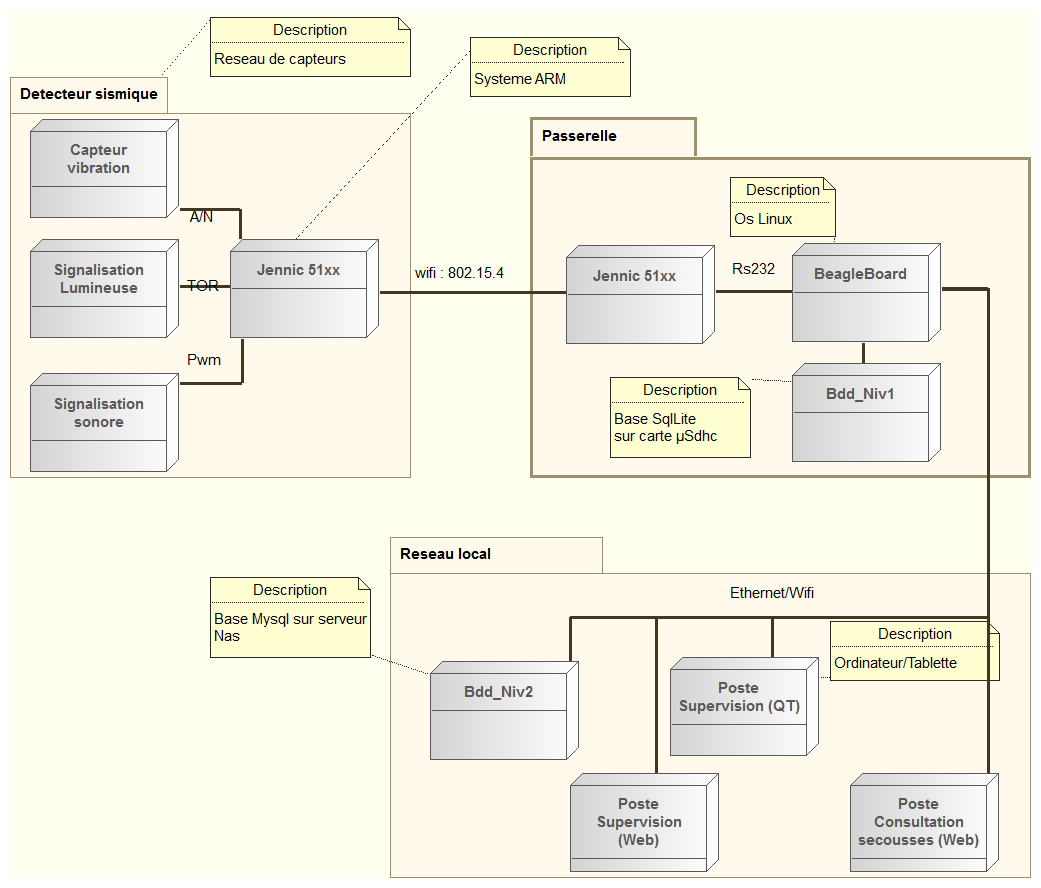 Description
Reseau de capteurs
Description
Systeme ARM
Detecteur sismique
Capteur
vibration
A/N
Signalisation
Lumineuse
TOR
Jennic 51xx
Pwm
Signalisation
sonore
wifi : 802.15.4
Passerelle
Description
Os Linux
Jennic 51xx
Rs232
BeagleBoard
Description
Base SqlLite
sur carte µSdhc
Bdd_Niv1
Reseau local
Ethernet/Wifi
Description
Base Mysql sur serveur
Nas
Description
Ordinateur/Tablette
Bdd_Niv2
Poste
Supervision (QT)
Poste
Supervision
(Web)
Poste
Consultation
secousses (Web)